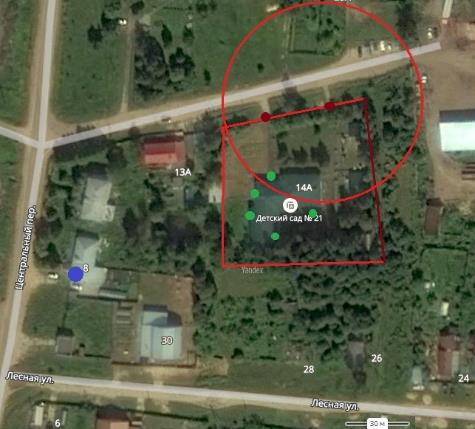 13А
14А
Детский сад № 21
Центральный пер.
8
Yandex
30
28
26
24
Лесная ул.
Лесная ул.
6
30 м